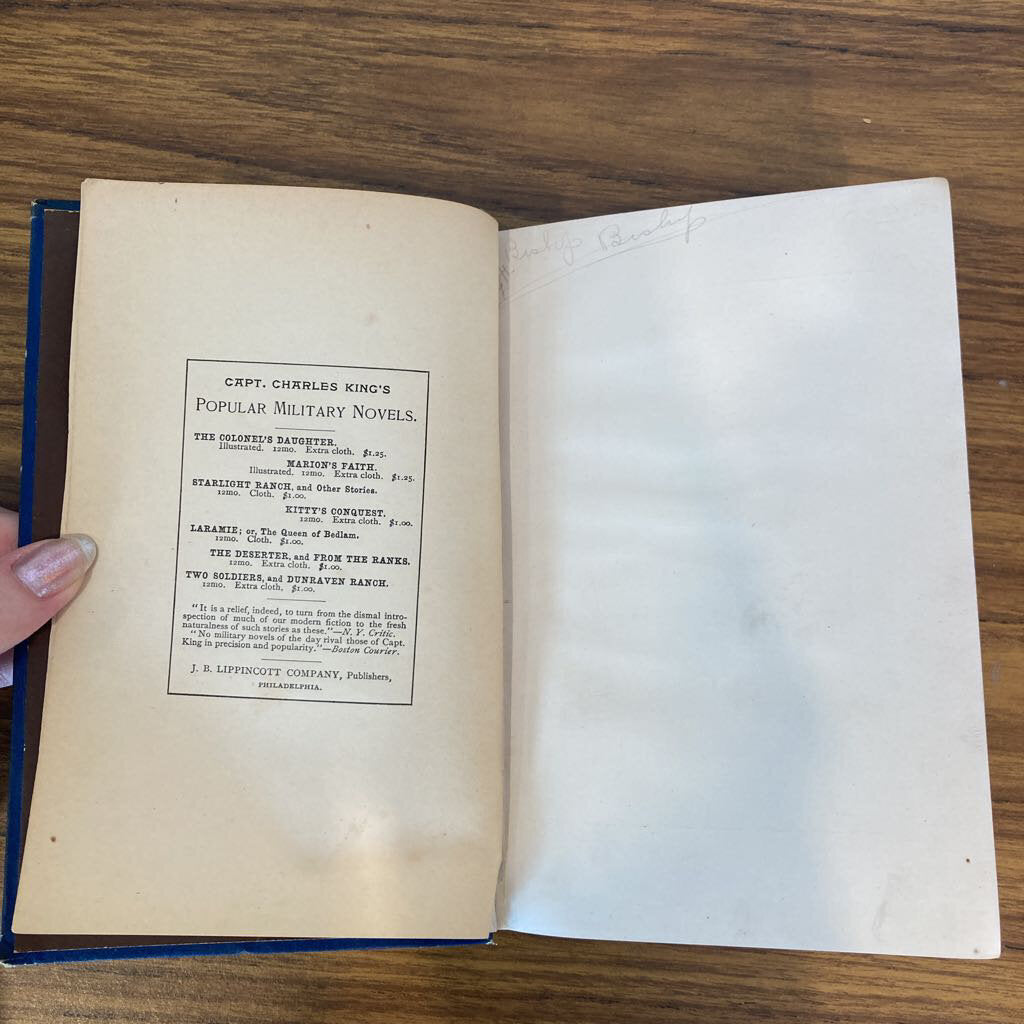 CAPT. CHARLES KING'S
POPULAR MILITARY NOVELS.
THE COLONEL'S DAUGHTER.
Illustrated. 12mo. Extra cloth. $1.25.
MARION'S FAITH.
Illustrated. 12mo. Extra cloth. $1.25.
STARLIGHT RANCH, and Other Stories.
12mo. Cloth. $1.00.
KITTY'S CONQUEST.
12mo. Extra cloth. $1.00.
LARAMIE; or, The Queen of Bedlam.
12mo. Cloth. $1.00.
THE DESERTER, and FROM THE RANKS.
12mo. Extra cloth. $1.00.
TWO SOLDIERS, and DUNRAVEN RANCH.
12mo. Extra cloth. $1.00.
"It is a relief, indeed, to turn from the dismal intro-
spection of much of our modern fiction to the fresh
naturalness of such stories as these."—N. Y. Critic.
"No military novels of the day rival those of Capt.
King in precision and popularity."—Boston Courier.
J. B. LIPPINCOTT COMPANY, Publishers,
PHILADELPHIA.
Bishop Bishop